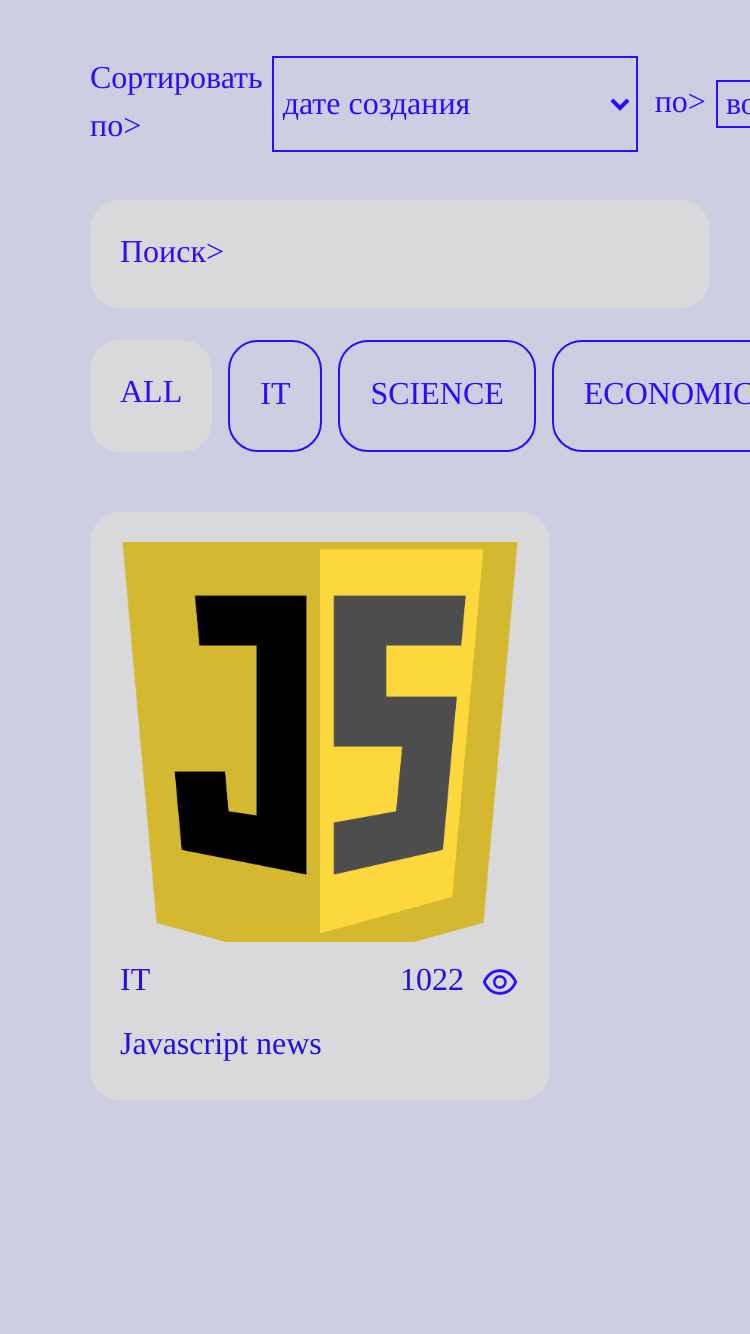 Сортировать
по>
дате создания
по>
во
Поиск>
ALL
IT
SCIENCE
ECONOMIC
JS
IT
1022
Javascript news